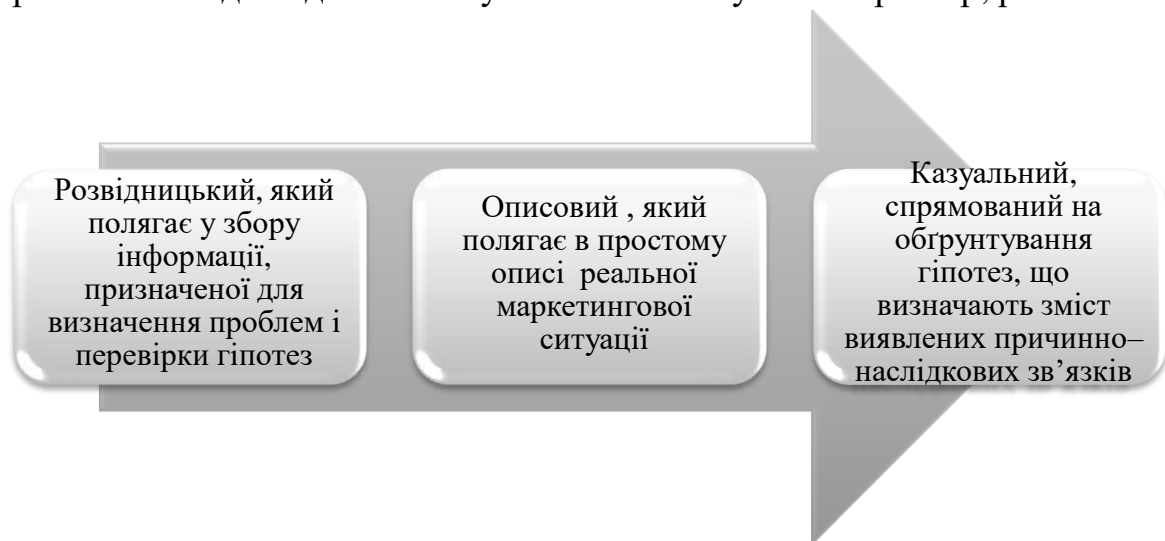 Розвідницький, який
полягає у збору
інформації,
призначеної для
визначення проблем і
перевірки гіпотез
Описовий , який
полягає в простому
описі реальної
маркетингової
ситуації
Казуальний,
спрямований на
обґрунтування
гіпотез, що
визначають зміст
виявлених причинно–
наслідкових зв’язків